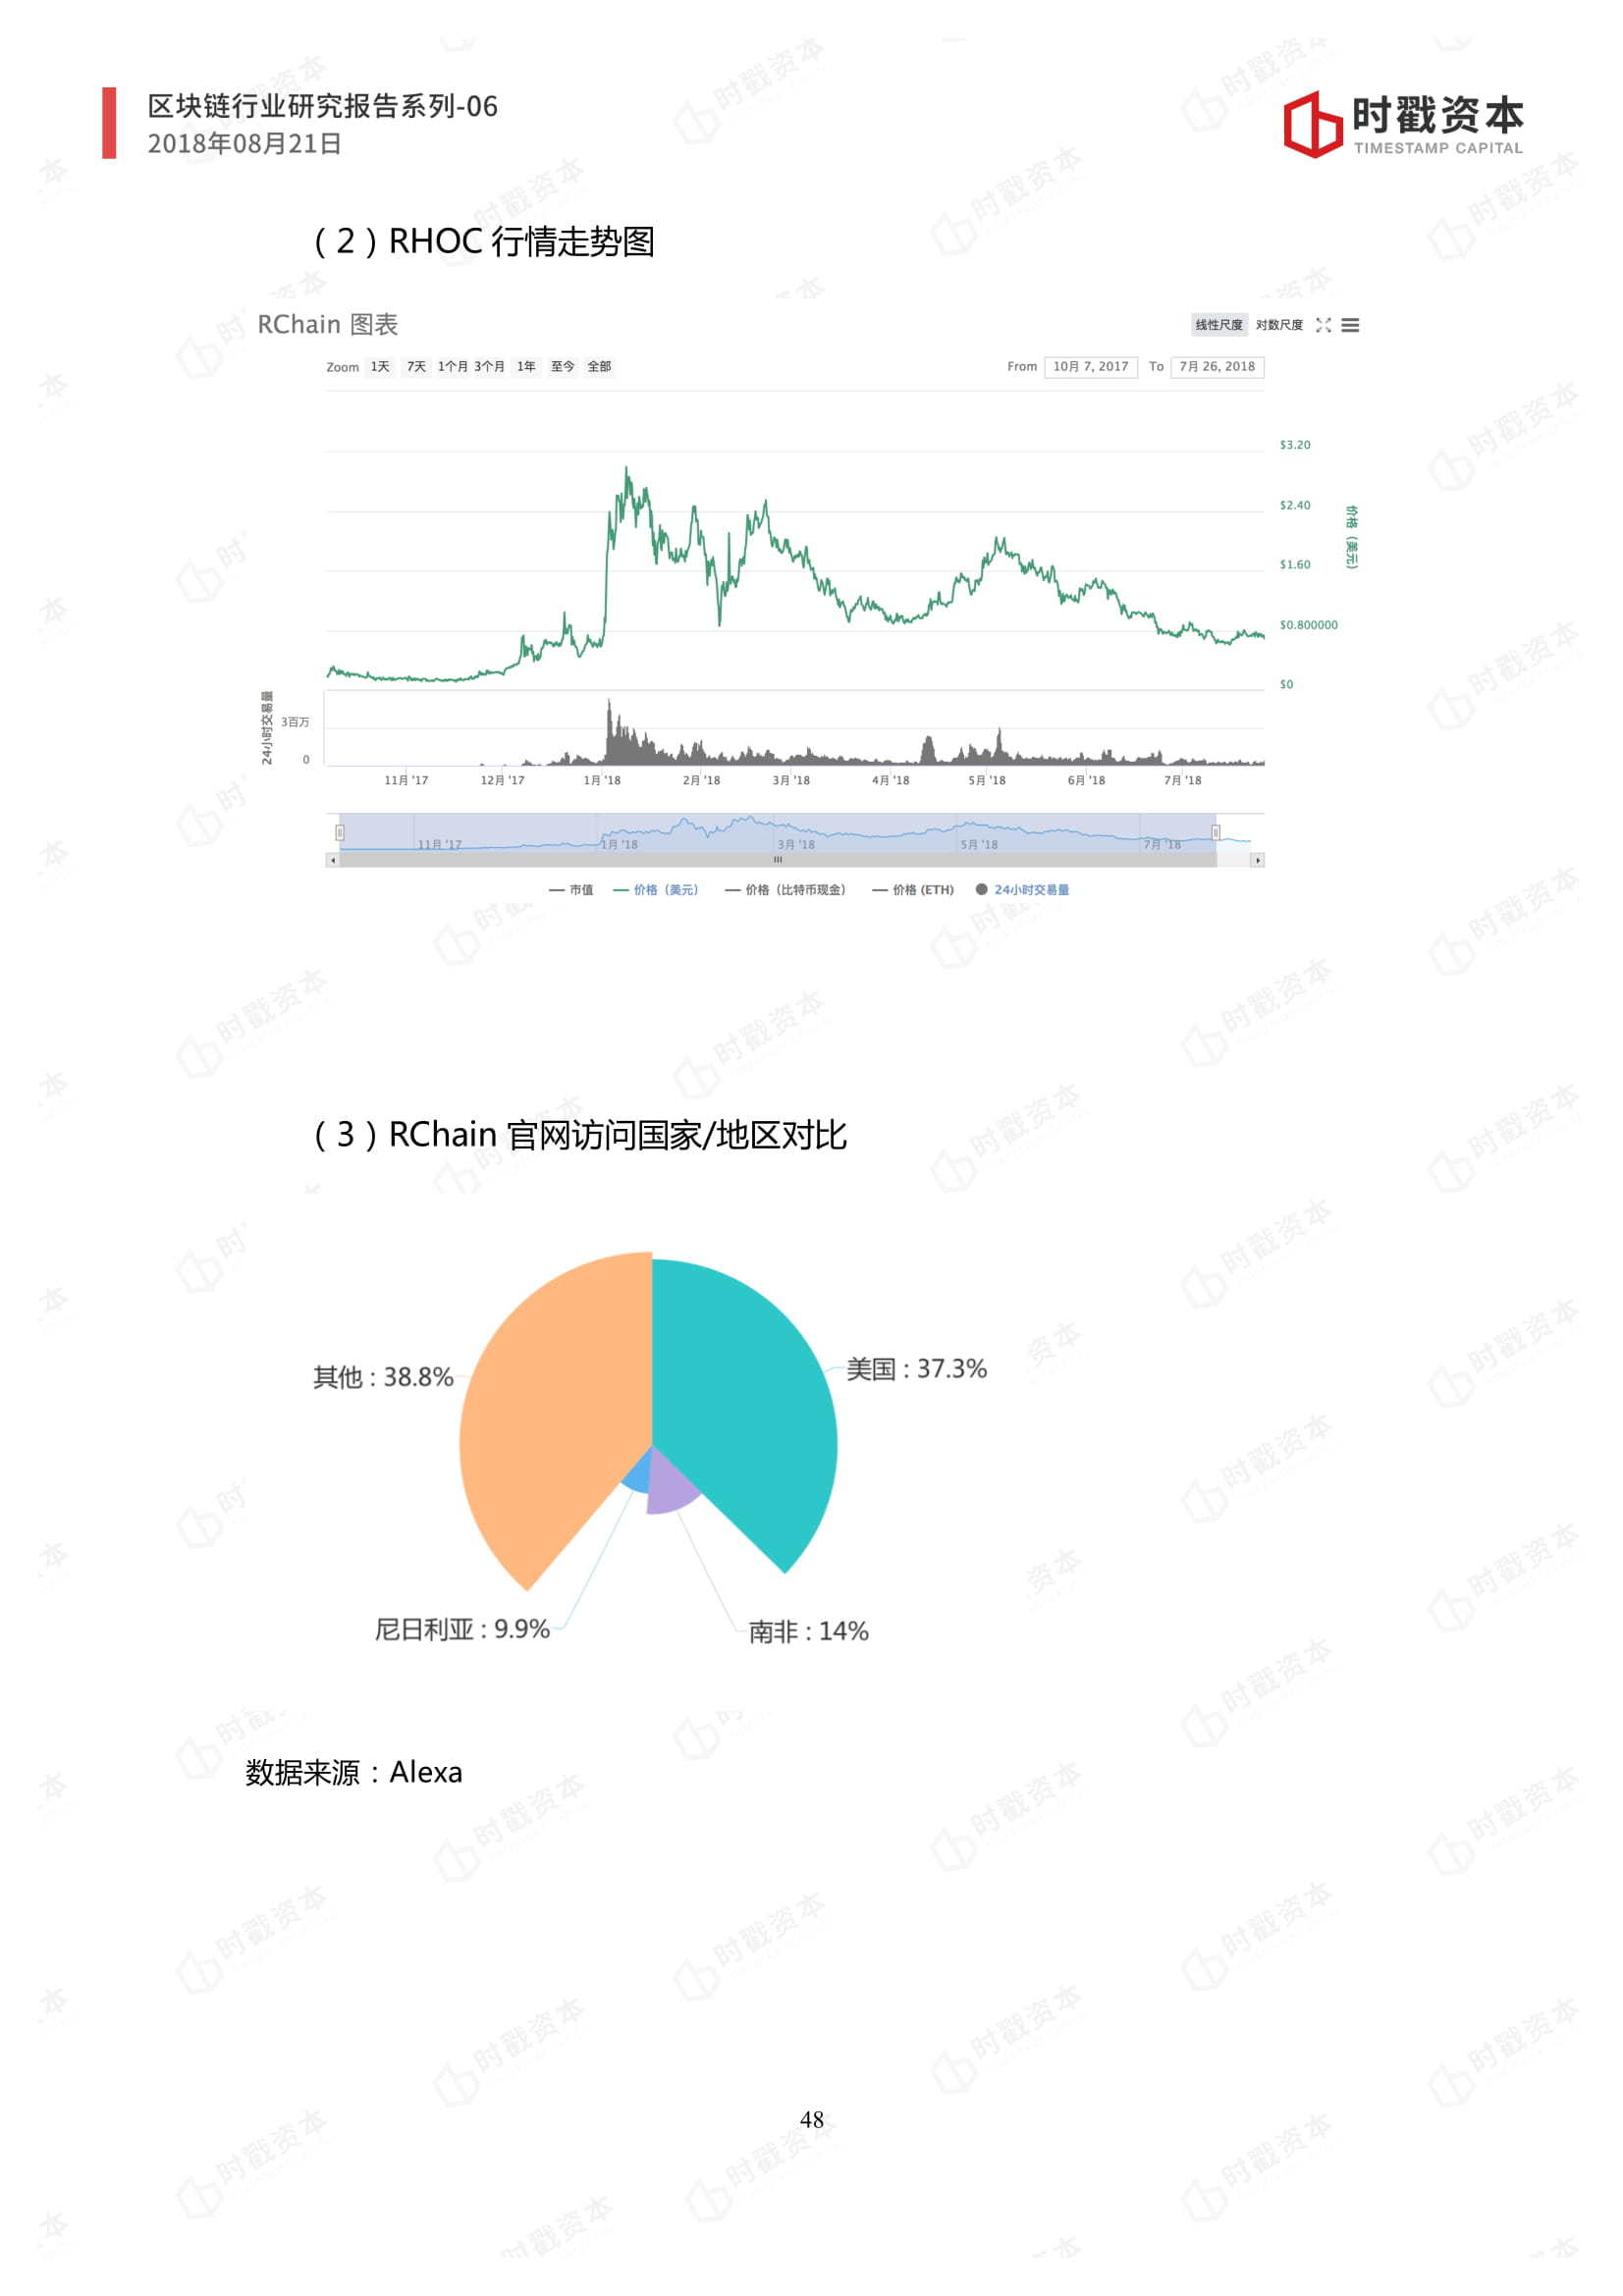 区块链行业研究报告系列-06
2018年08月21日
时戳资本
TIMESTAMP CAPITAL
（2）RHOC 行情走势图
RChain 图表
线性尺度 对数尺度
Zoom 1天 7天 1个月 3个月 1年 至今 全部
From 10月 7, 2017 To 7月 26, 2018
$3.20
$2.40
$1.60
$0.800000
$0
价格（美元）
24小时交易量
3百万
0
11月 '17 12月 '17 1月 '18 2月 '18 3月 '18 4月 '18 5月 '18 6月 '18 7月 '18
11月 '17 1月 '18 3月 '18 5月 '18 7月 '18
市值 价格（美元） 价格（比特币现金） 价格 (ETH) 24小时交易量
（3）RChain 官网访问国家/地区对比
其他 : 38.8%
美国 : 37.3%
尼日利亚 : 9.9%
南非 : 14%
数据来源：Alexa
48